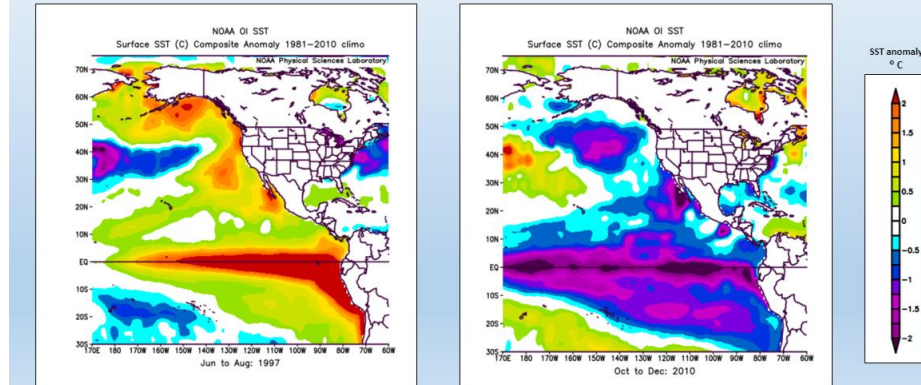 NOAA OI SST
Surface SST (C) Composite Anomaly 1981-2010 climo
NOAA Physical Sciences Laboratory
70N
60N
50N
40N
30N
20N
10N
EQ
10S
20S
30S
170E 180 170W 160W 150W 140W 130W 120W 110W 100W 90W 80W 70W 60W
Jun to Aug: 1997
NOAA OI SST
Surface SST (C) Composite Anomaly 1981-2010 climo
NOAA Physical Sciences Laboratory
70N
60N
50N
40N
30N
20N
10N
EQ
10S
20S
30S
170E 180 170W 160W 150W 140W 130W 120W 110W 100W 90W 80W 70W 60W
Oct to Dec: 2010
SST anomaly
° C
2
1.5
1
0.5
0
-0.5
-1
-1.5
-2